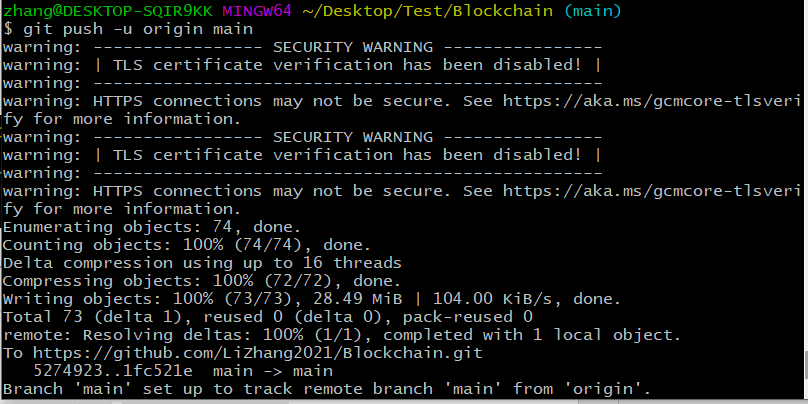 zhang@DESKTOP-SQIR9KK MINGW64 ~/Desktop/Test/Blockchain (main)
$ git push -u origin main
warning: ----------------- SECURITY WARNING ----------------
warning: | TLS certificate verification has been disabled! |
warning: ---------------------------------------------------
warning: HTTPS connections may not be secure. See https://aka.ms/gcmcore-tlsveri
fy for more information.
warning: ----------------- SECURITY WARNING ----------------
warning: | TLS certificate verification has been disabled! |
warning: ---------------------------------------------------
warning: HTTPS connections may not be secure. See https://aka.ms/gcmcore-tlsveri
fy for more information.
Enumerating objects: 74, done.
Counting objects: 100% (74/74), done.
Delta compression using up to 16 threads
Compressing objects: 100% (72/72), done.
Writing objects: 100% (73/73), 28.49 MiB | 104.00 KiB/s, done.
Total 73 (delta 1), reused 0 (delta 0), pack-reused 0
remote: Resolving deltas: 100% (1/1), completed with 1 local object.
To https://github.com/LiZhang2021/Blockchain.git
   5274923..1fc521e  main -> main
Branch 'main' set up to track remote branch 'main' from 'origin'.